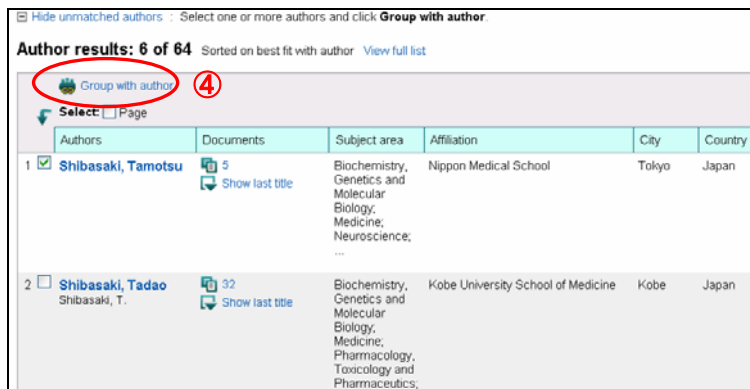 Hide unmatched authors : Select one or more authors and click Group with author.
Author results: 6 of 64 Sorted on best fit with author View full list
Group with author ④
Select: Page
Authors Documents Subject area Affiliation City Country
1 Shibasaki, Tamotsu 5 Biochemistry, Nippon Medical School Tokyo Japan
Show last title Genetics and
Molecular
Biology;
Medicine;
Neuroscience;
...
2 Shibasaki, Tadao 32 Biochemistry, Kobe University School of Medicine Kobe Japan
Shibasaki, T. Show last title Genetics and
Molecular
Biology;
Medicine;
Pharmacology,
Toxicology and
Pharmaceutics;